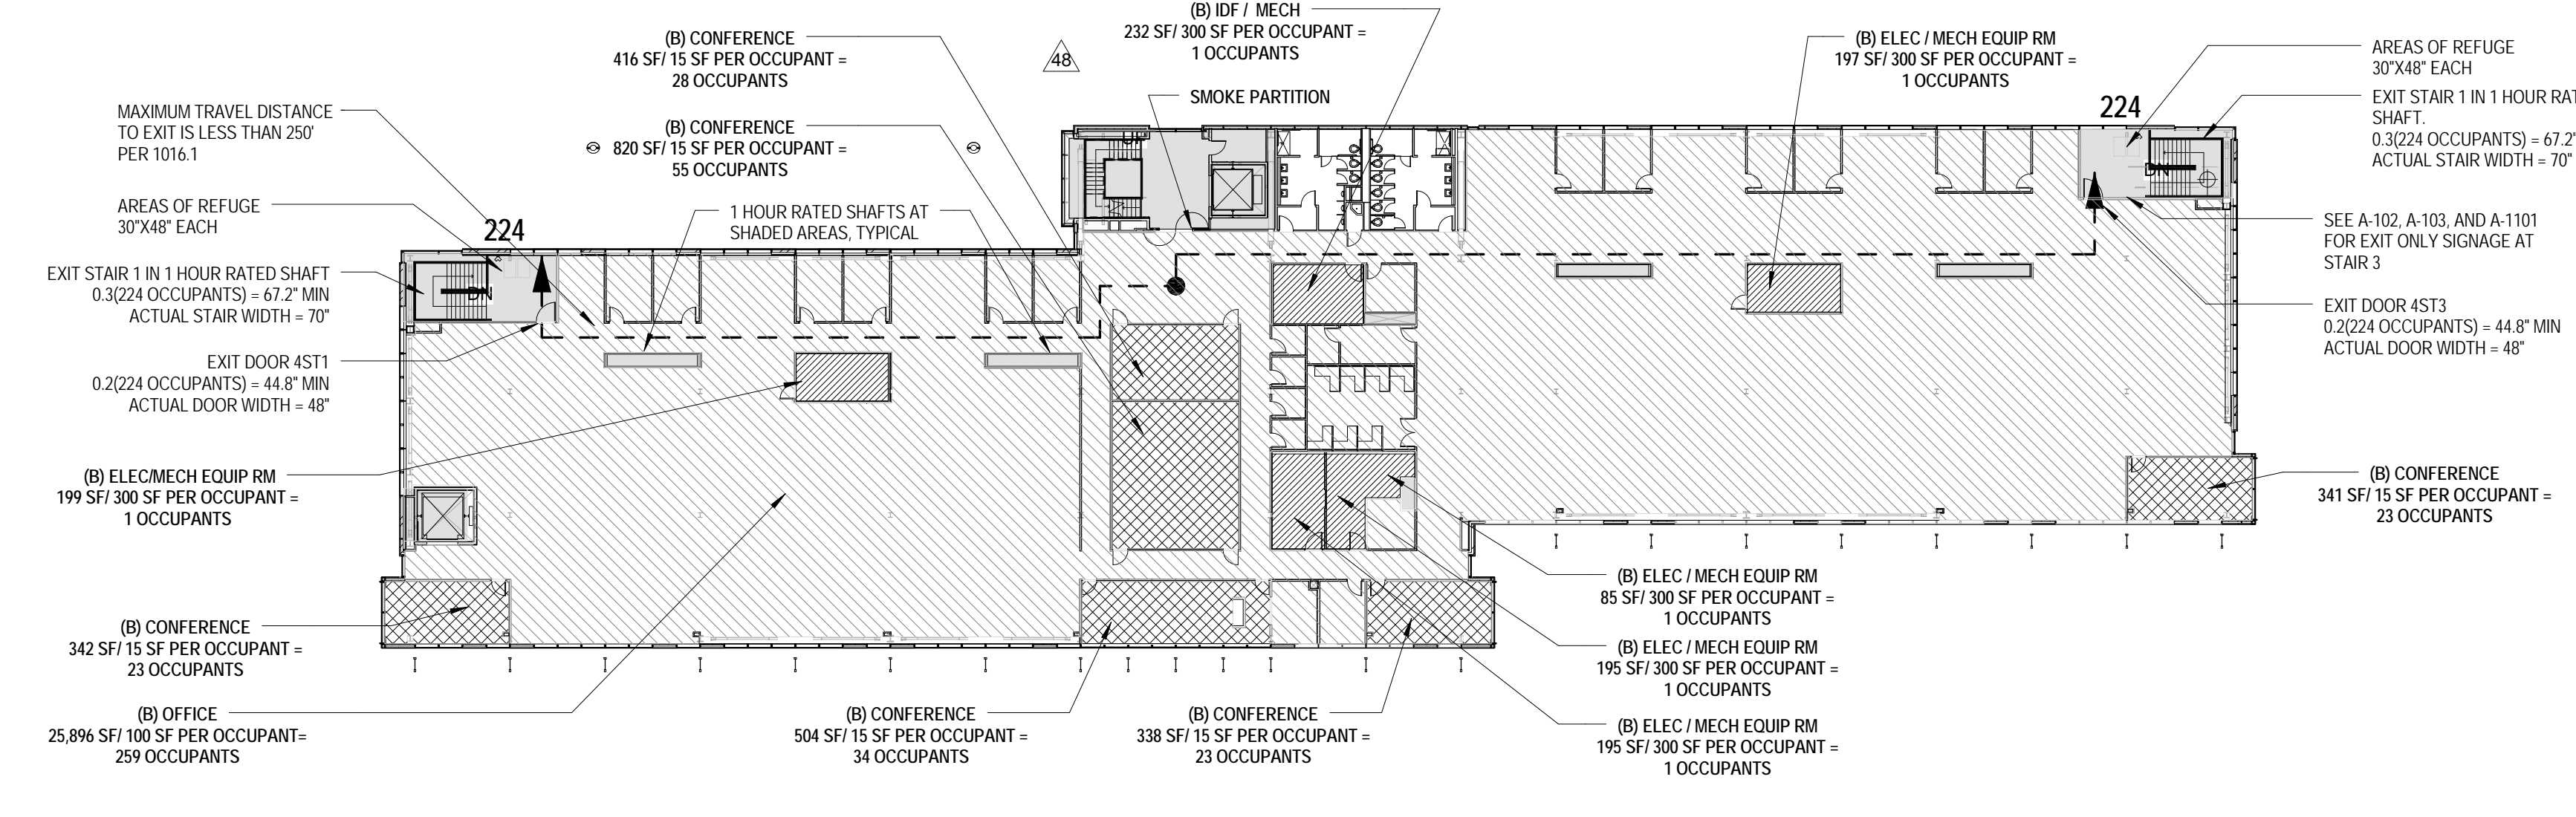 (B) IDF / MECH
232 SF/ 300 SF PER OCCUPANT =
1 OCCUPANTS
(B) CONFERENCE
416 SF/ 15 SF PER OCCUPANT =
28 OCCUPANTS
48
(B) ELEC / MECH EQUIP RM
197 SF/ 300 SF PER OCCUPANT =
1 OCCUPANTS
AREAS OF REFUGE
30"X48" EACH
SMOKE PARTITION
MAXIMUM TRAVEL DISTANCE
TO EXIT IS LESS THAN 250'
PER 1016.1
(B) CONFERENCE
820 SF/ 15 SF PER OCCUPANT =
55 OCCUPANTS
224
EXIT STAIR 1 IN 1 HOUR RAT
SHAFT.
0.3(224 OCCUPANTS) = 67.2"
ACTUAL STAIR WIDTH = 70"
UP
DN
AREAS OF REFUGE
30"X48" EACH
1 HOUR RATED SHAFTS AT
SHADED AREAS, TYPICAL
224
SEE A-102, A-103, AND A-1101
FOR EXIT ONLY SIGNAGE AT
STAIR 3
EXIT STAIR 1 IN 1 HOUR RATED SHAFT
0.3(224 OCCUPANTS) = 67.2" MIN
ACTUAL STAIR WIDTH = 70"
DN
EXIT DOOR 4ST3
0.2(224 OCCUPANTS) = 44.8" MIN
ACTUAL DOOR WIDTH = 48"
EXIT DOOR 4ST1
0.2(224 OCCUPANTS) = 44.8" MIN
ACTUAL DOOR WIDTH = 48"
(B) ELEC/MECH EQUIP RM
199 SF/ 300 SF PER OCCUPANT =
1 OCCUPANTS
(B) CONFERENCE
341 SF/ 15 SF PER OCCUPANT =
23 OCCUPANTS
(B) ELEC / MECH EQUIP RM
85 SF/ 300 SF PER OCCUPANT =
1 OCCUPANTS
(B) CONFERENCE
342 SF/ 15 SF PER OCCUPANT =
23 OCCUPANTS
(B) ELEC / MECH EQUIP RM
195 SF/ 300 SF PER OCCUPANT =
1 OCCUPANTS
(B) OFFICE
25,896 SF/ 100 SF PER OCCUPANT=
259 OCCUPANTS
(B) CONFERENCE
504 SF/ 15 SF PER OCCUPANT =
34 OCCUPANTS
(B) CONFERENCE
338 SF/ 15 SF PER OCCUPANT =
23 OCCUPANTS
(B) ELEC / MECH EQUIP RM
195 SF/ 300 SF PER OCCUPANT =
1 OCCUPANTS